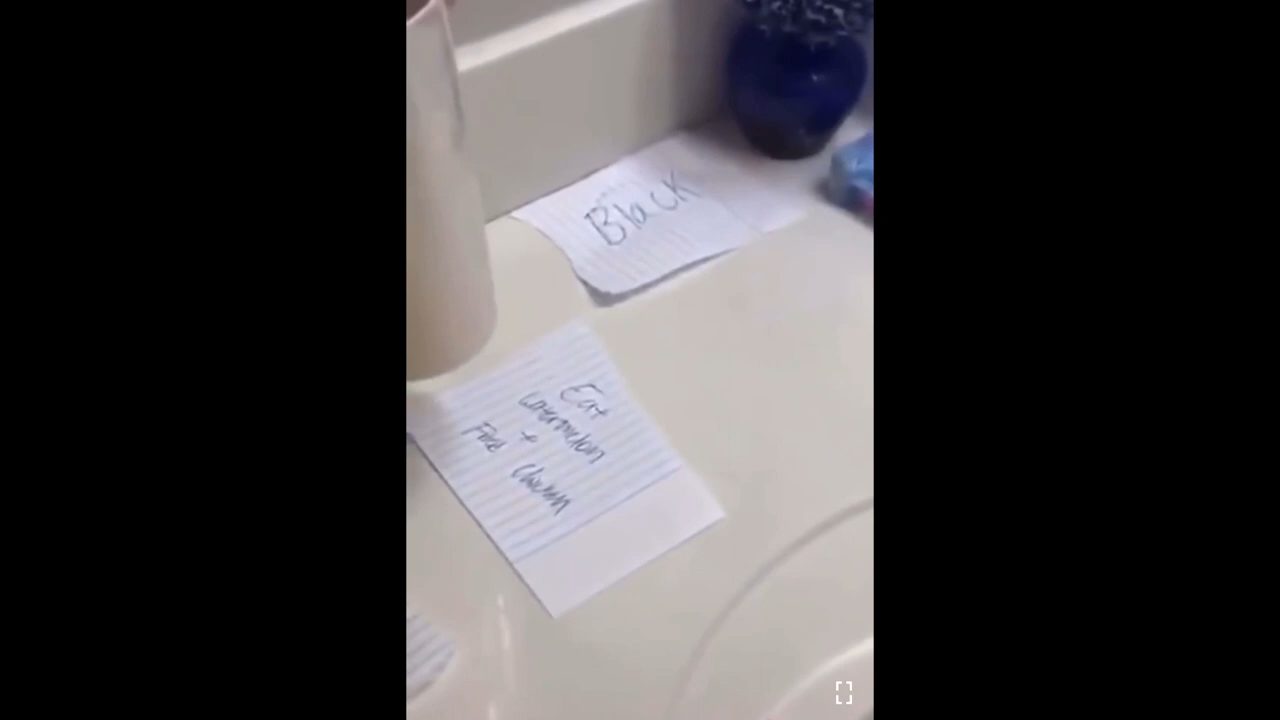 Black
Eat
Watermelon
+
Fried Chicken